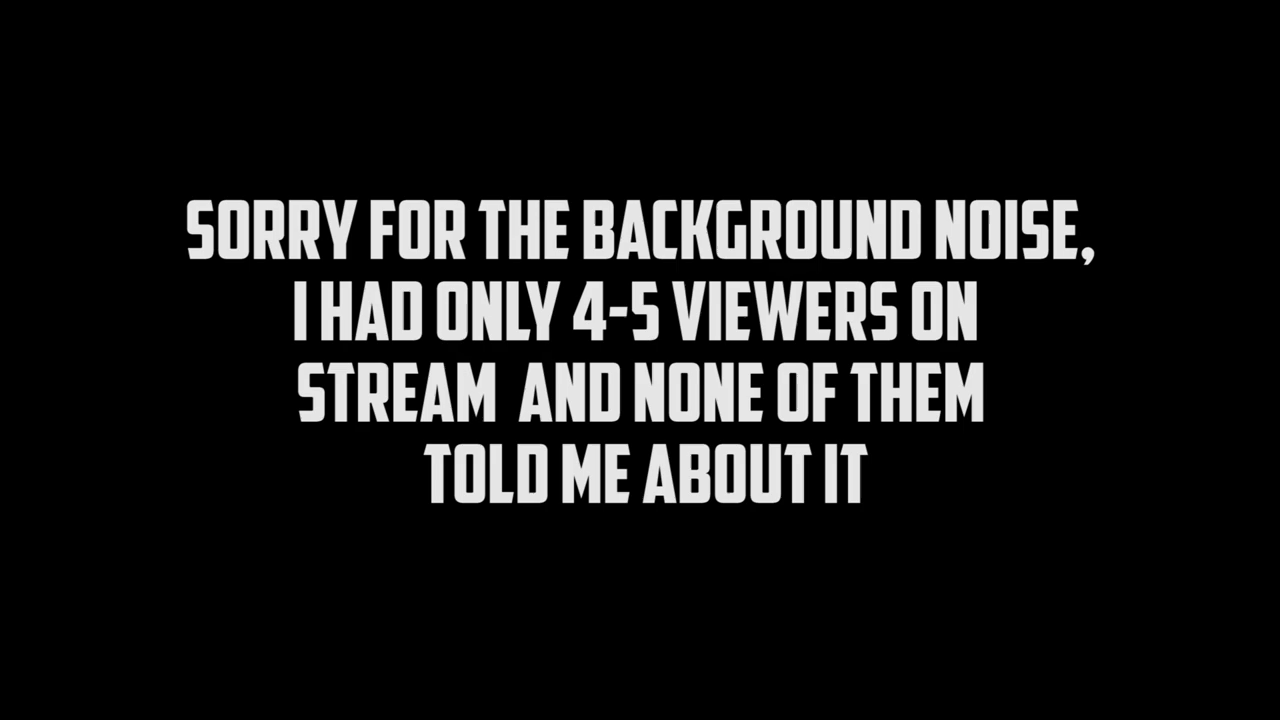 SORRY FOR THE BACKGROUND NOISE,
I HAD ONLY 4-5 VIEWERS ON
STREAM  AND NONE OF THEM
TOLD ME ABOUT IT